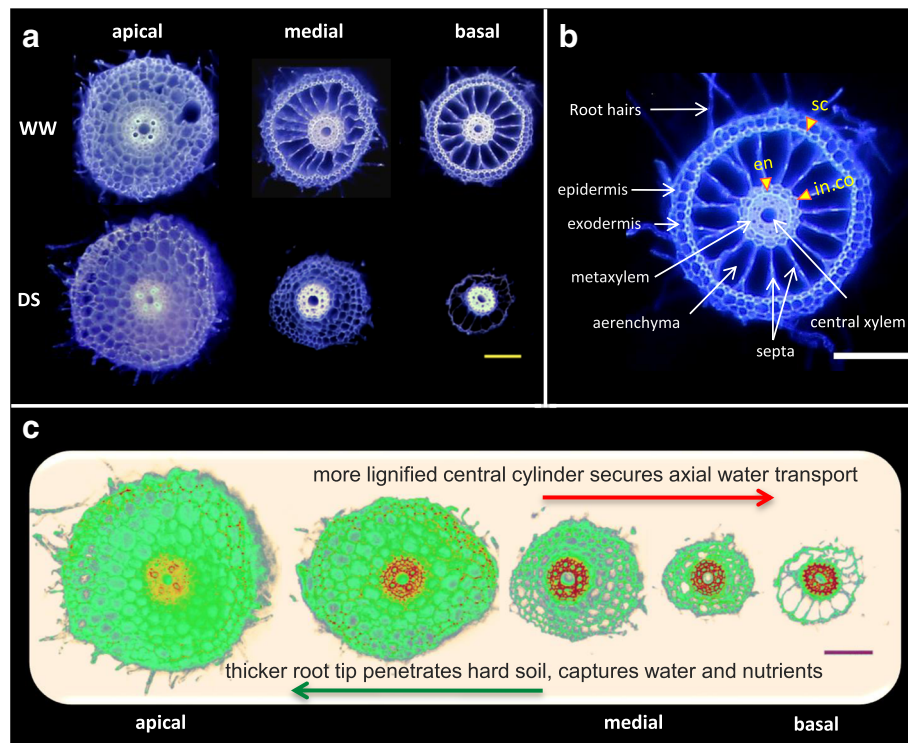 a
apical
medial
basal
WW
DS
b
Root hairs
sc
en
in.co
epidermis
exodermis
metaxylem
aerenchyma
septa
central xylem
c
more lignified central cylinder secures axial water transport
thicker root tip penetrates hard soil, captures water and nutrients
apical
medial
basal